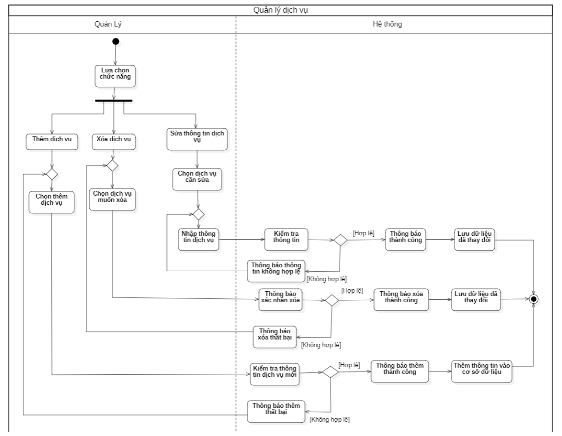 Quản lý dịch vụ
Quản Lý
Hệ thống
Lựa chọn
chức năng
Thêm dịch vụ
Xóa dịch vụ
Sửa thông tin dịch
vụ
Chọn dịch vụ
cần sửa
Chọn thêm
dịch vụ
Chọn dịch vụ
muốn xóa
Nhập thông
tin dịch vụ
Kiểm tra
thông tin
[Hợp lệ]
Thông báo
thành công
Lưu dữ liệu
đã thay đổi
Thông báo thông
tin không hợp lệ
[Không hợp lệ]
Thông báo
xác nhận xóa
[Hợp lệ]
Thông báo xóa
thành công
Lưu dữ liệu đã
thay đổi
Thông báo
xóa thất bại
[Không hợp lệ]
Kiểm tra thông
tin dịch vụ mới
[Hợp lệ]
Thông báo thêm
thành công
Thêm thông tin vào
cơ sở dữ liệu
Thông báo thêm
thất bại
[Không hợp lệ]